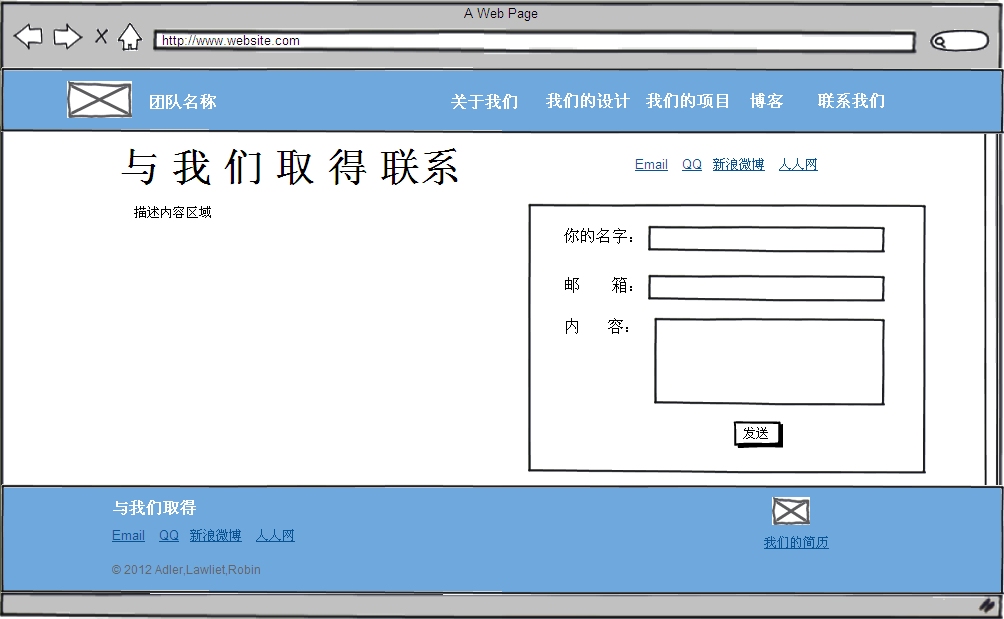 A Web Page
http://www.website.com
团队名称 关于我们 我们的设计 我们的项目 博客 联系我们
与我们取得联系
Email QQ 新浪微博 人人网
描述内容区域
你的名字：
邮 箱：
内 容：
发送
与我们取得
Email QQ 新浪微博 人人网
我们的简历
© 2012 Adler,Lawliet,Robin